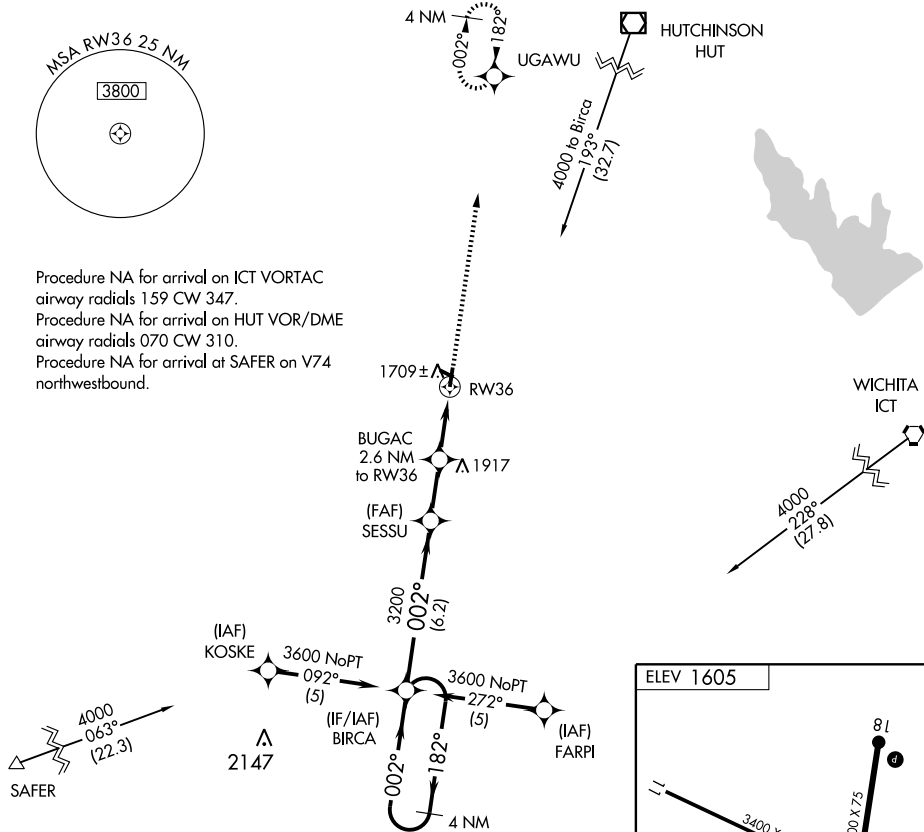 MSA RW36 25 NM
3800
4 NM
002°
182°
UGAWU
HUTCHINSON
HUT
4000 to Birca
193°
(32.7)
Procedure NA for arrival on ICT VORTAC
airway radials 159 CW 347.
Procedure NA for arrival on HUT VOR/DME
airway radials 070 CW 310.
Procedure NA for arrival at SAFER on V74
northwestbound.
1709±
RW36
BUGAC
2.6 NM
to RW36
1917
(FAF)
SESSU
WICHITA
ICT
4000
228°
(27.8)
3200
002°
(6.2)
(IAF)
KOSKE
3600 NoPT
092°
(5)
3600 NoPT
272°
(5)
(IF/IAF)
BIRCA
(IAF)
FARPI
4000
063°
(22.3)
SAFER
2147
002°
182°
4 NM
ELEV 1605
18
P
17
3400 X
00 X 75